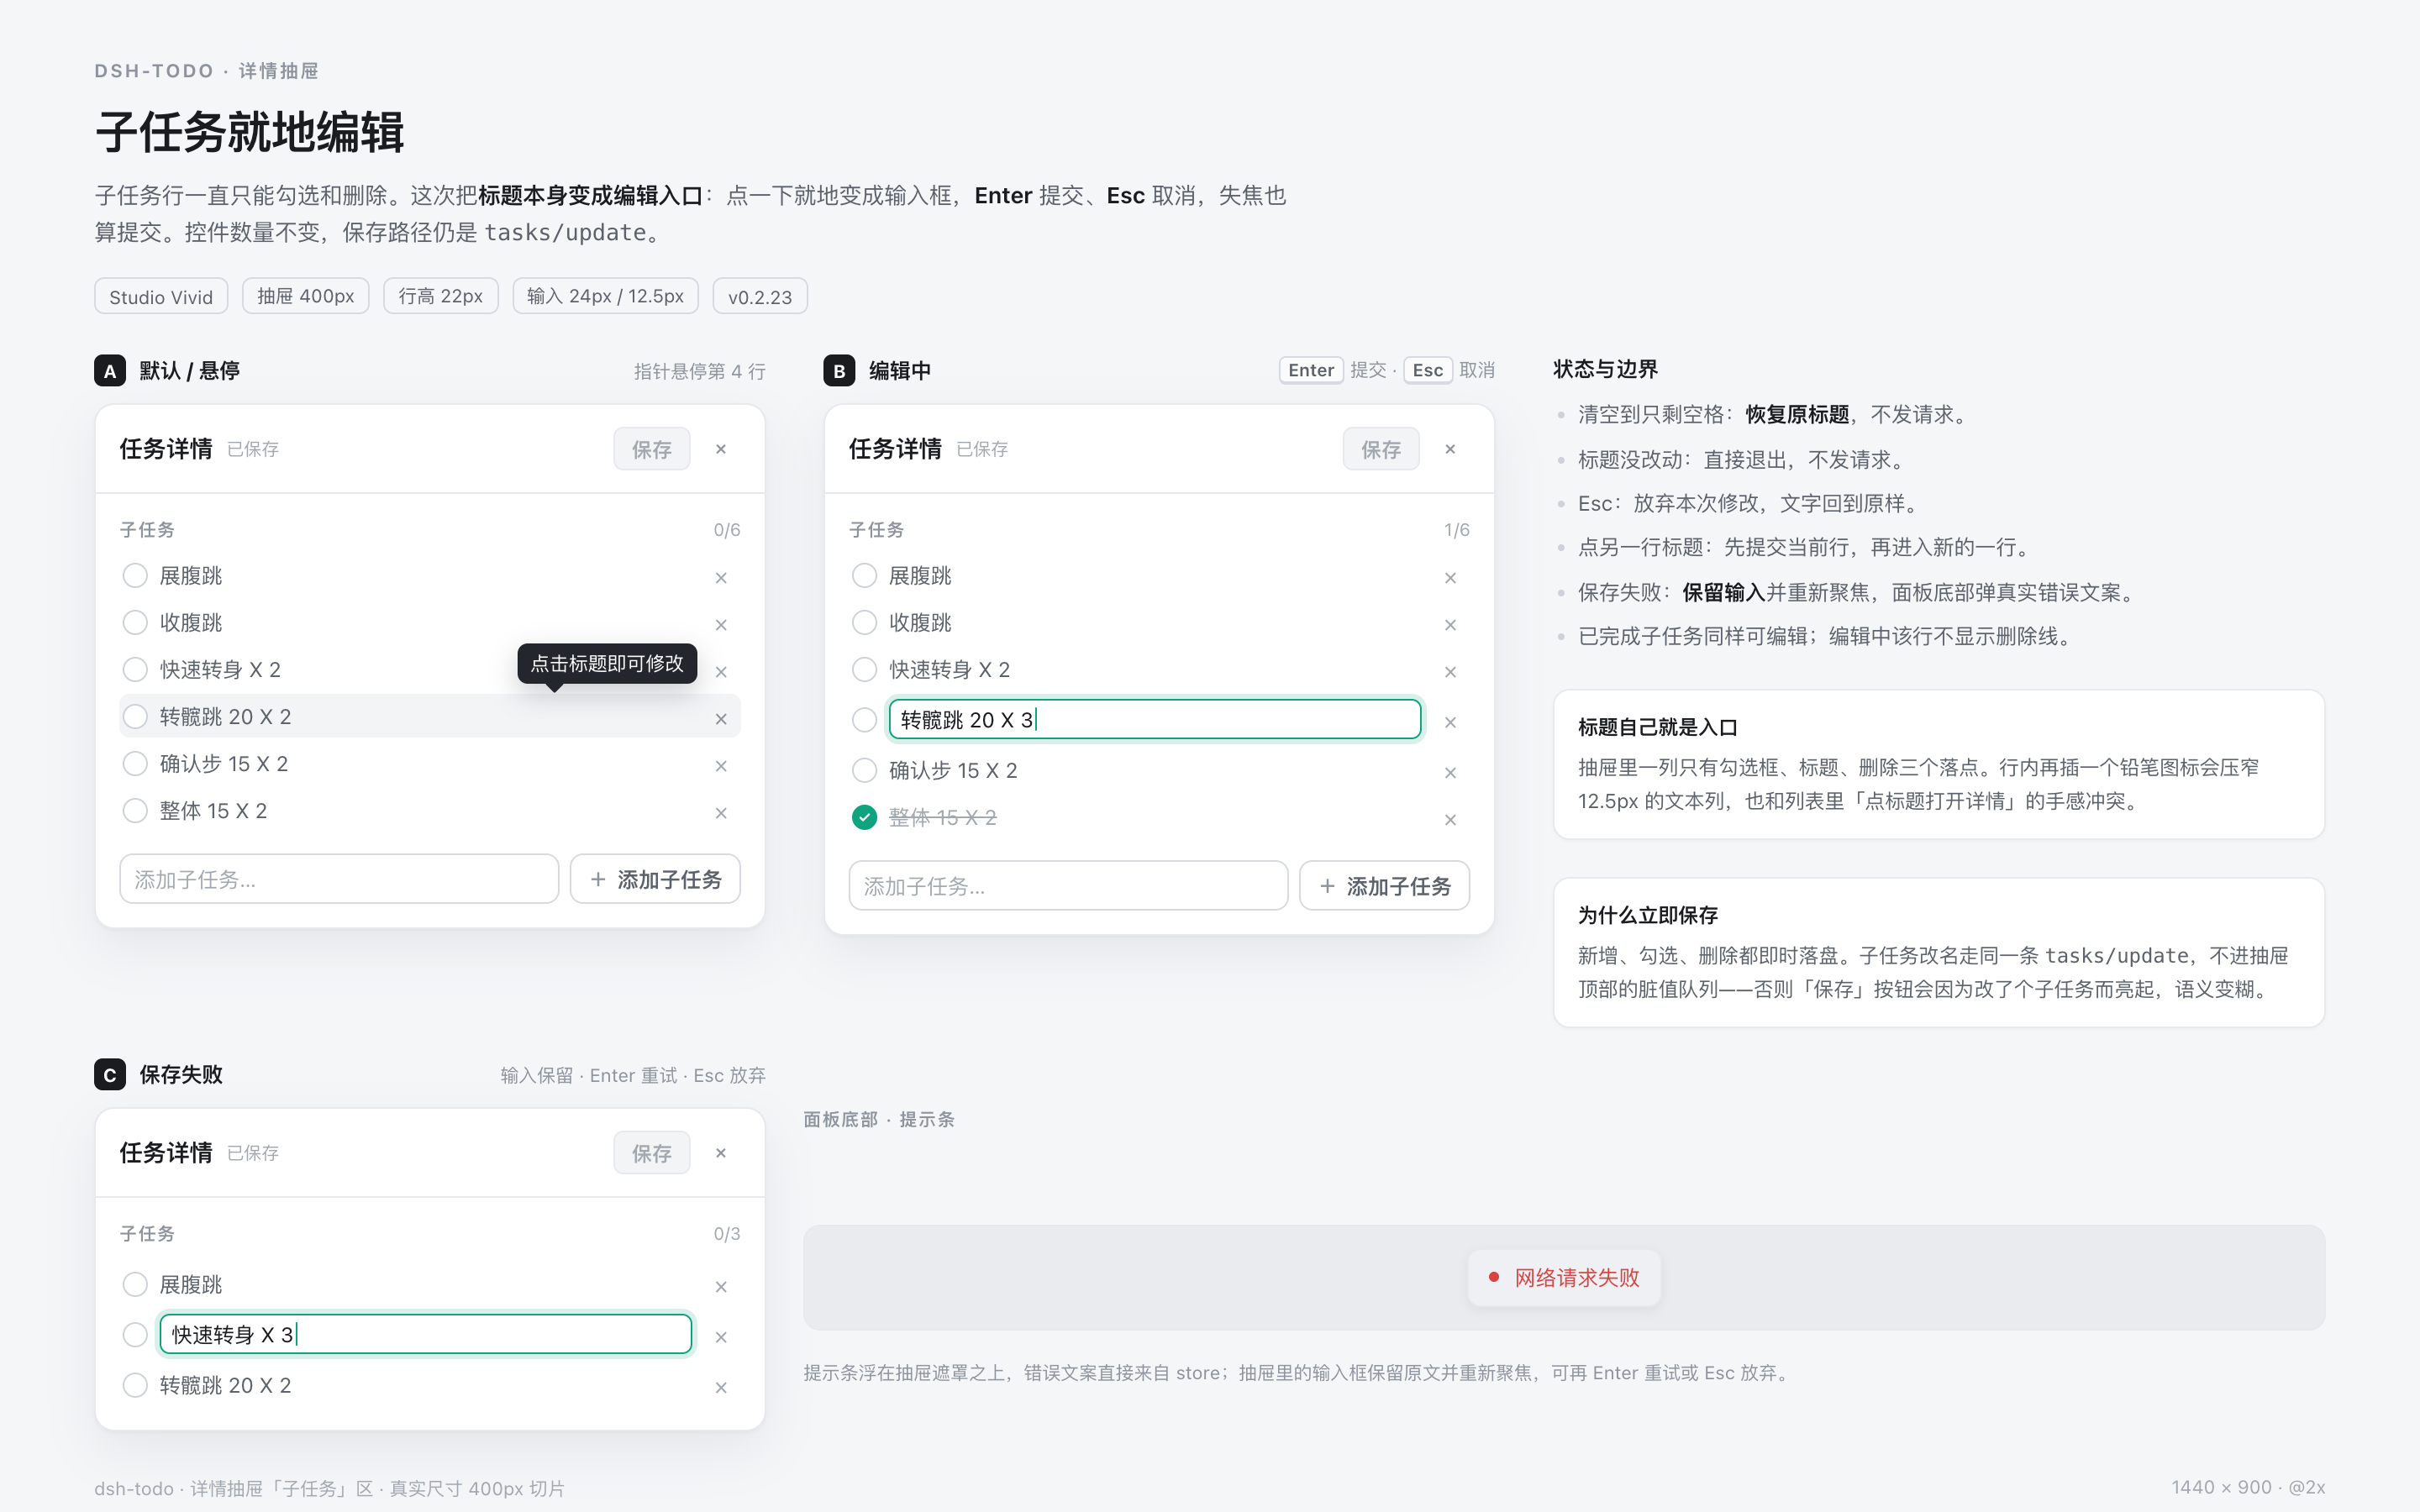 DSH-TODO · 详情抽屉
子任务就地编辑
子任务行一直只能勾选和删除。这次把标题本身变成编辑入口：点一下就地变成输入框，Enter 提交、Esc 取消，失焦也
算提交。控件数量不变，保存路径仍是 tasks/update。
Studio Vivid
抽屉 400px
行高 22px
输入 24px / 12.5px
v0.2.23
A 默认 / 悬停
指针悬停第 4 行
任务详情 已保存
保存 ×
子任务 0/6
展腹跳 ×
收腹跳 ×
快速转身 X 2 ×
点击标题即可修改
转髋跳 20 X 2 ×
确认步 15 X 2 ×
整体 15 X 2 ×
添加子任务...
+ 添加子任务
B 编辑中
Enter 提交 · Esc 取消
任务详情 已保存
保存 ×
子任务 1/6
展腹跳 ×
收腹跳 ×
快速转身 X 2 ×
转髋跳 20 X 3 ×
确认步 15 X 2 ×
整体 15 X 2 ×
添加子任务...
+ 添加子任务
状态与边界
• 清空到只剩空格：恢复原标题，不发请求。
• 标题没改动：直接退出，不发请求。
• Esc：放弃本次修改，文字回到原样。
• 点另一行标题：先提交当前行，再进入新的一行。
• 保存失败：保留输入并重新聚焦，面板底部弹真实错误文案。
• 已完成子任务同样可编辑；编辑中该行不显示删除线。
标题自己就是入口
抽屉里一列只有勾选框、标题、删除三个落点。行内再插一个铅笔图标会压窄
12.5px 的文本列，也和列表里「点标题打开详情」的手感冲突。
为什么立即保存
新增、勾选、删除都即时落盘。子任务改名走同一条 tasks/update，不进抽屉
顶部的脏值队列——否则「保存」按钮会因为改了个子任务而亮起，语义变糊。
C 保存失败
输入保留 · Enter 重试 · Esc 放弃
任务详情 已保存
保存 ×
子任务 0/3
展腹跳 ×
快速转身 X 3 ×
转髋跳 20 X 2 ×
面板底部 · 提示条
网络请求失败
提示条浮在抽屉遮罩之上，错误文案直接来自 store；抽屉里的输入框保留原文并重新聚焦，可再 Enter 重试或 Esc 放弃。
dsh-todo · 详情抽屉「子任务」区 · 真实尺寸 400px 切片
1440 × 900 · @2x